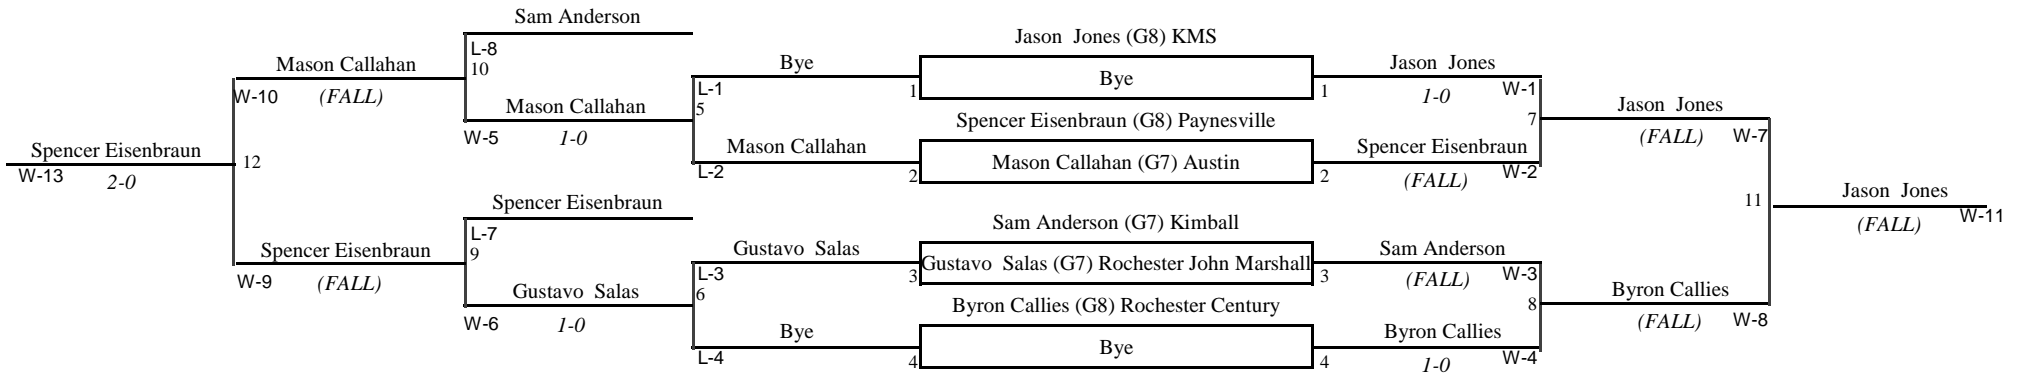 Sam Anderson
Jason Jones (G8) KMS
L-8
Mason Callahan
10
Bye
Bye
Jason Jones
W-10
(FALL)
L-1
1
1
1-0
W-1
Mason Callahan
5
Jason Jones
W-5
1-0
Spencer Eisenbraun (G8) Paynesville
7
(FALL)
W-7
Spencer Eisenbraun
12
Mason Callahan
Mason Callahan (G7) Austin
Spencer Eisenbraun
W-13
2-0
L-2
2
2
(FALL)
W-2
Spencer Eisenbraun
11
Jason Jones
Sam Anderson (G7) Kimball
(FALL)
W-11
L-7
Spencer Eisenbraun
9
Gustavo Salas
Gustavo Salas (G7) Rochester John Marshall
Sam Anderson
W-9
(FALL)
L-3
3
3
(FALL)
W-3
Gustavo Salas
6
Byron Callies
W-6
1-0
Byron Callies (G8) Rochester Century
8
(FALL)
W-8
Bye
Bye
Byron Callies
L-4
4
4
1-0
W-4